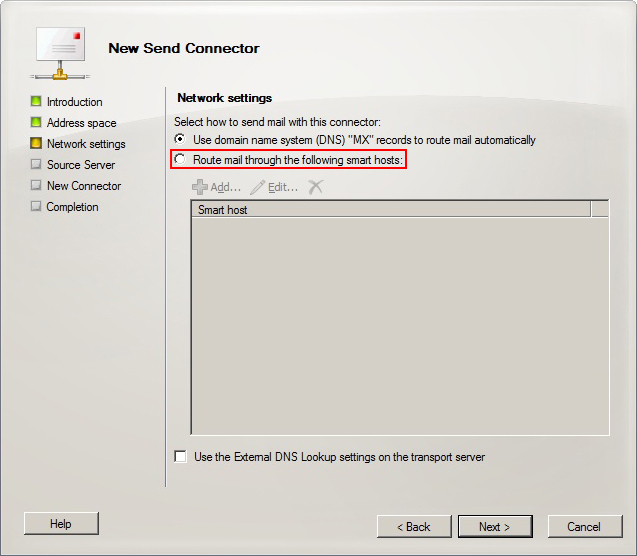 New Send Connector
Introduction
Address space
Network settings
Source Server
New Connector
Completion
Network settings
Select how to send mail with this connector:
Use domain name system (DNS) "MX" records to route mail automatically
Route mail through the following smart hosts:
Add... Edit...
Smart host
Use the External DNS Lookup settings on the transport server
Help < Back Next > Cancel